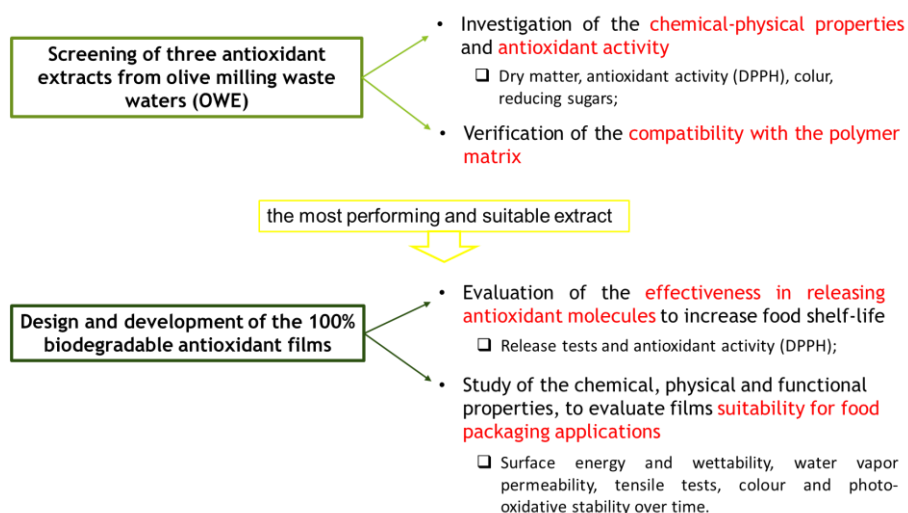 Screening of three antioxidant
extracts from olive milling waste
waters (OWE)
• Investigation of the chemical-physical properties
and antioxidant activity
❑ Dry matter, antioxidant activity (DPPH), colur,
reducing sugars;
• Verification of the compatibility with the polymer
matrix
the most performing and suitable extract
Design and development of the 100%
biodegradable antioxidant films
• Evaluation of the effectiveness in releasing
antioxidant molecules to increase food shelf-life
❑ Release tests and antioxidant activity (DPPH);
• Study of the chemical, physical and functional
properties, to evaluate films suitability for food
packaging applications
❑ Surface energy and wettability, water vapor
permeability, tensile tests, colour and photo-
oxidative stability over time.